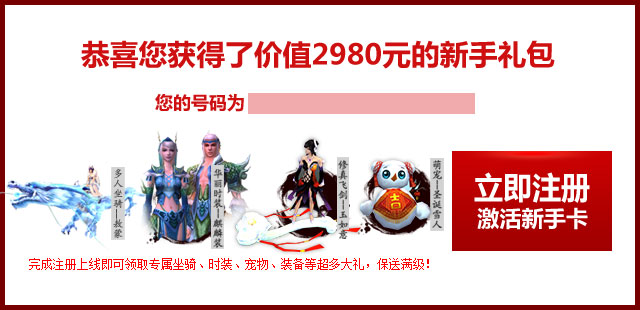 恭喜您获得了价值2980元的新手礼包
您的号码为
多人坐骑—敖蒙
华丽时装—麒麟装
修真飞剑—玉如意
萌宠—圣诞雪人
立即注册
激活新手卡
完成注册上线即可领取专属坐骑、时装、宠物、装备等超多大礼，保送满级！